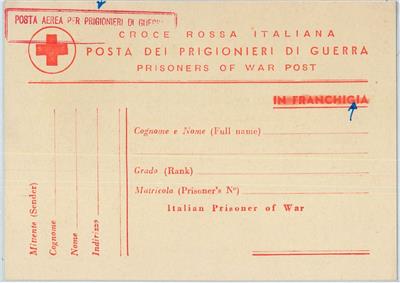 POSTA AEREA PER PRIGIONIERI DI GUERRA
CROCE ROSSA ITALIANA
POSTA DEI PRIGIONIERI DI GUERRA
PRISONERS OF WAR POST
IN FRANCHIGIA
Cognome e Nome (Full name)
Grado (Rank)
Matricola (Prisoner's Nº)
Italian Prisoner of War
Mittente (Sender)
Cognome
Nome
Indirizzo